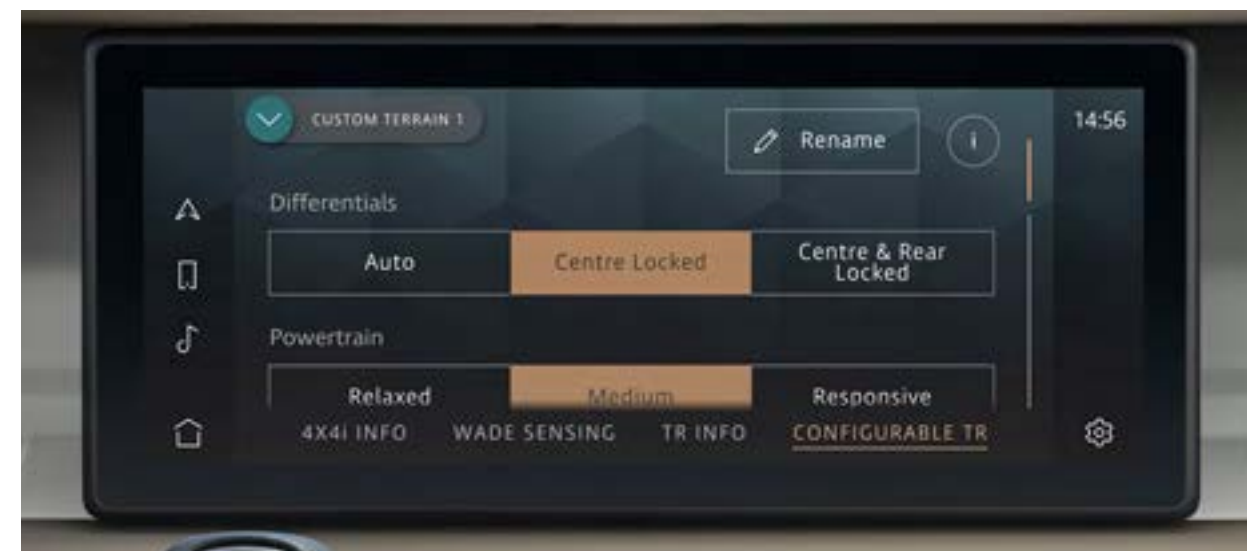 CUSTOM TERRAIN 1
Rename
i
14:56
Differentials
Auto
Centre Locked
Centre & Rear
Locked
Powertrain
Relaxed
Medium
Responsive
4X4i INFO
WADE SENSING
TR INFO
CONFIGURABLE TR